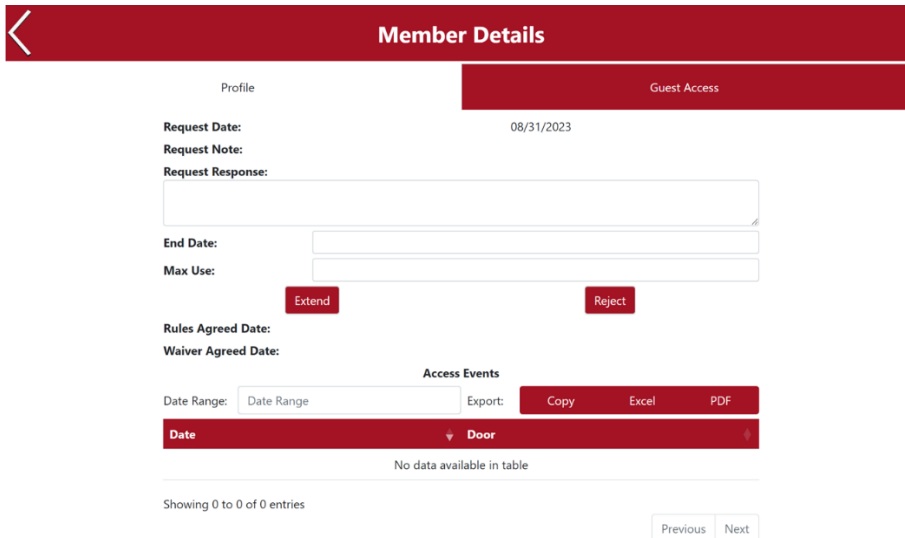 Member Details
Profile Guest Access
Request Date: 08/31/2023
Request Note:
Request Response:
End Date:
Max Use:
Extend Reject
Rules Agreed Date:
Waiver Agreed Date:
Access Events
Date Range: Date Range Export: Copy Excel PDF
Date Door
No data available in table
Showing 0 to 0 of 0 entries
Previous Next